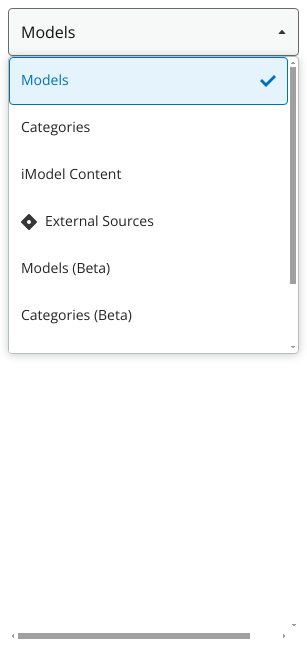 Models
Models
Categories
iModel Content
External Sources
Models (Beta)
Categories (Beta)